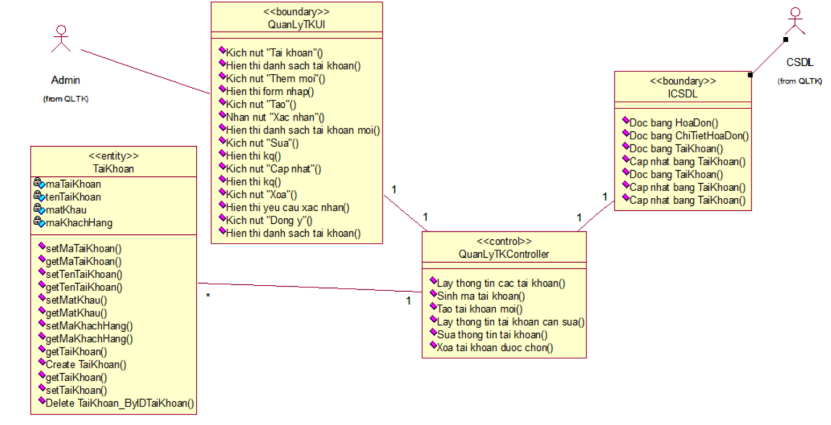 Admin
(from QLTK)
<<boundary>>
QuanLyTKUI
Kich nut "Tai khoan"()
Hien thi danh sach tai khoan()
Kich nut "Them moi"()
Hien thi form nhap()
Kich nut "Tao"()
Nhan nut "Xac nhan"()
Hien thi danh sach tai khoan moi()
Kich nut "Sua"()
Hien thi kq()
Kich nut "Cap nhat"()
Hien thi kq()
Kich nut "Xoa"()
Hien thi yeu cau xac nhan()
Kich nut "Dong y"()
Hien thi danh sach tai khoan()
CSDL
(from QLTK)
<<boundary>>
ICSDL
Doc bang HoaDon()
Doc bang ChiTietHoaDon()
Doc bang TaiKhoan()
Cap nhat bang TaiKhoan()
Doc bang TaiKhoan()
Cap nhat bang TaiKhoan()
Cap nhat bang TaiKhoan()
<<entity>>
TaiKhoan
maTaiKhoan
tenTaiKhoan
matKhau
maKhachHang
setMaTaiKhoan()
getMaTaiKhoan()
setTenTaiKhoan()
getTenTaiKhoan()
setMatKhau()
getMatKhau()
setMaKhachHang()
getMaKhachHang()
getTaiKhoan()
Create TaiKhoan()
getTaiKhoan()
setTaiKhoan()
Delete TaiKhoan_ByIDTaiKhoan()
1
1
1
1
*
1
<<control>>
QuanLyTKController
Lay thong tin cac tai khoan()
Sinh ma tai khoan()
Tao tai khoan moi()
Lay thong tin tai khoan can sua()
Sua thong tin tai khoan()
Xoa tai khoan duoc chon()